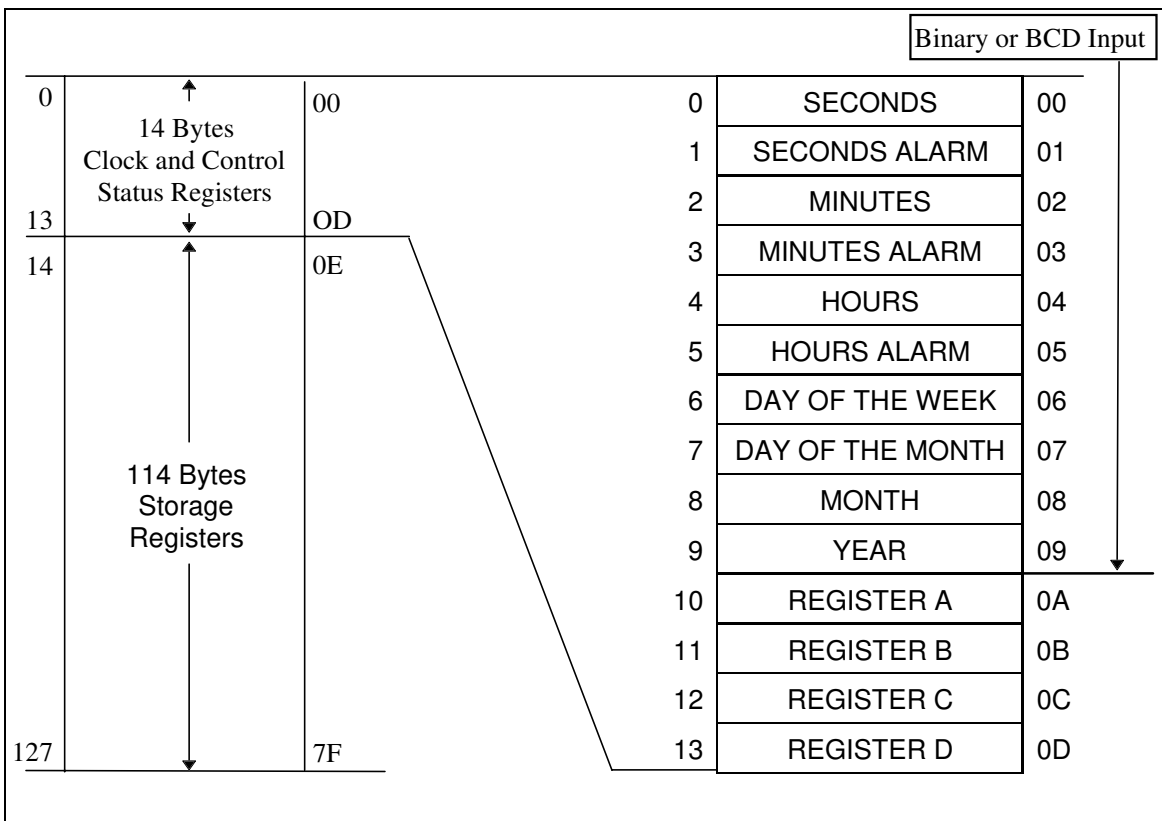 Binary or BCD Input
0 00
14 Bytes
Clock and Control
Status Registers
13 OD
14 0E
114 Bytes
Storage
Registers
127 7F
0 SECONDS 00
1 SECONDS ALARM 01
2 MINUTES 02
3 MINUTES ALARM 03
4 HOURS 04
5 HOURS ALARM 05
6 DAY OF THE WEEK 06
7 DAY OF THE MONTH 07
8 MONTH 08
9 YEAR 09
10 REGISTER A 0A
11 REGISTER B 0B
12 REGISTER C 0C
13 REGISTER D 0D